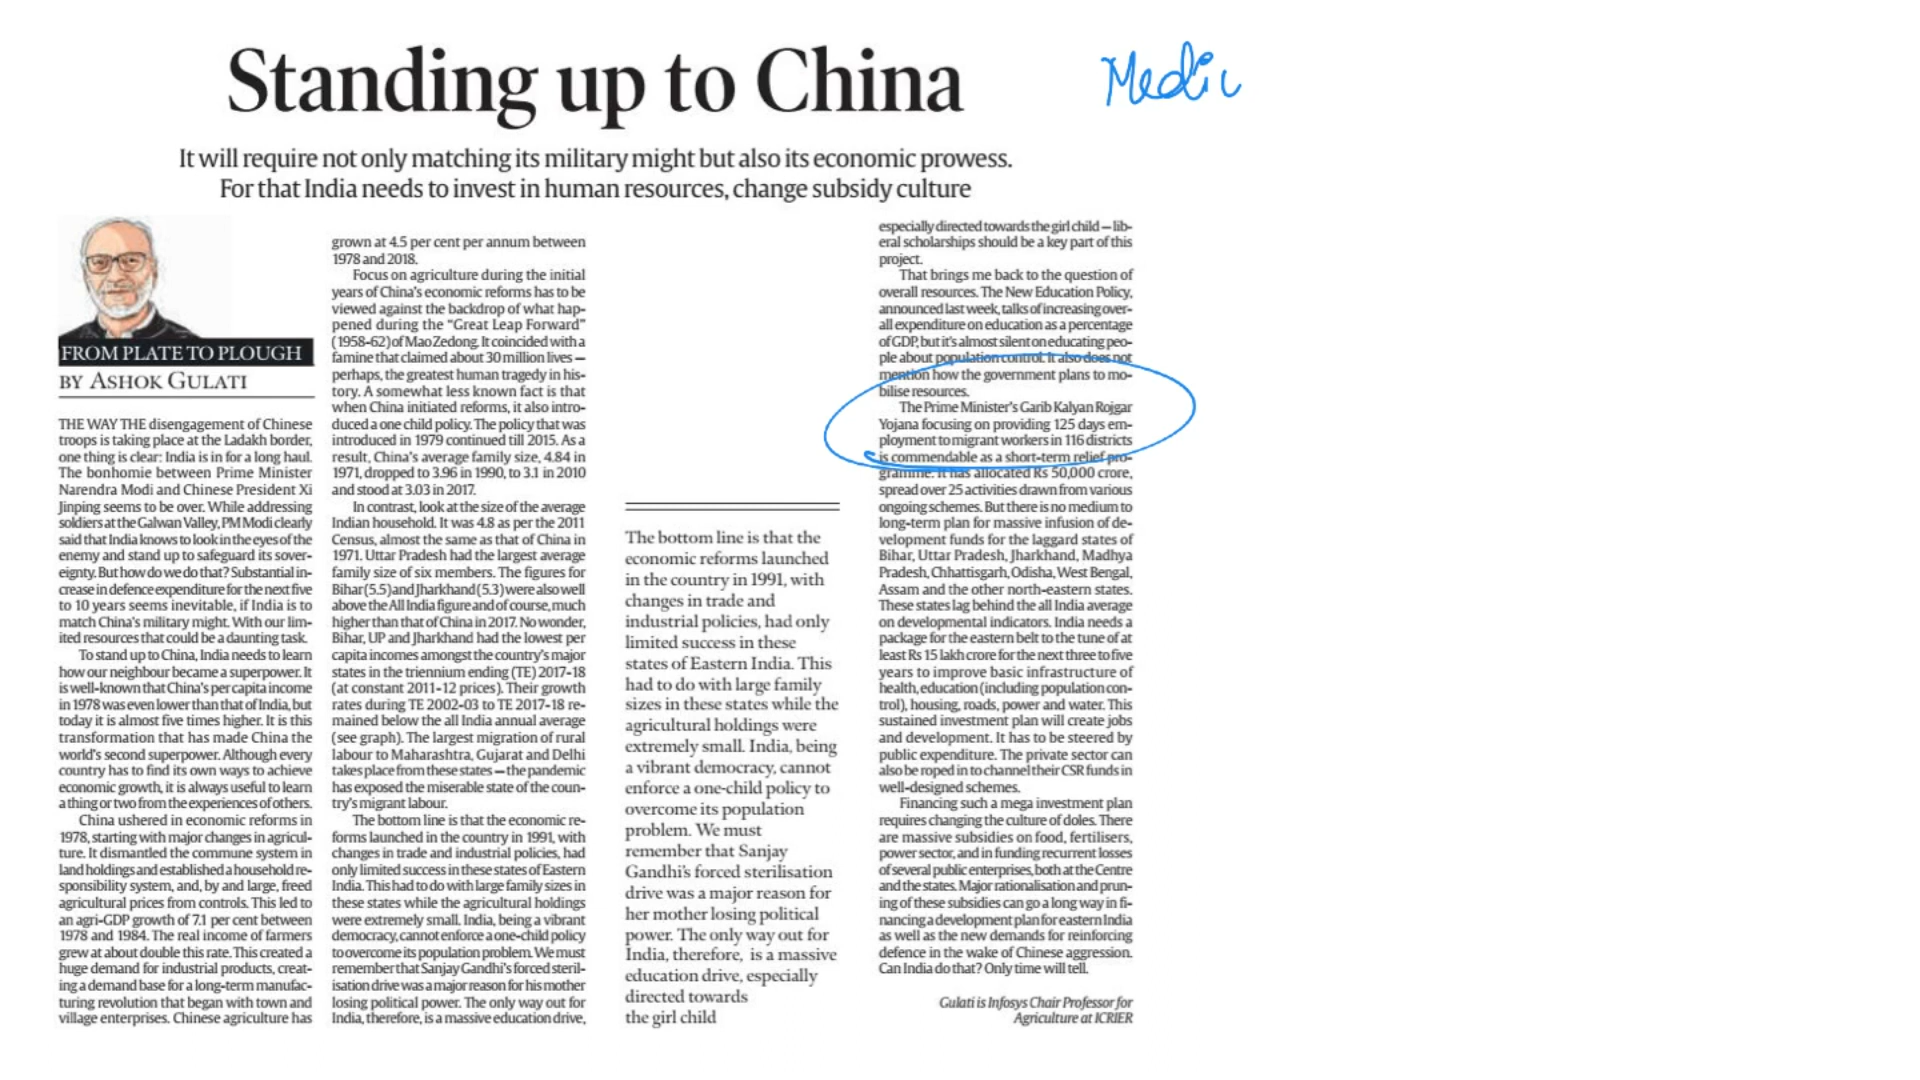 Standing up to China
Medic
It will require not only matching its military might but also its economic prowess.
For that India needs to invest in human resources, change subsidy culture
FROM PLATE TO PLOUGH
BY ASHOK GULATI
THE WAY THE disengagement of Chinese
troops is taking place at the Ladakh border,
one thing is clear: India is in for a long haul.
The bonhomie between Prime Minister
Narendra Modi and Chinese President Xi
Jinping seems to be over. While addressing
soldiers at the Galwan Valley, PM Modi clearly
said that India knows to look in the eyes of the
enemy and stand up to safeguard its sover-
eignty. But how do we do that? Substantial in-
crease in defence expenditure for the next five
to 10 years seems inevitable, if India is to
match China's military might. With our lim-
ited resources that could be a daunting task.
To stand up to China, India needs to learn
how our neighbour became a superpower. It
is well-known that China's per capita income
in 1978 was even lower than that of India, but
today it is almost five times higher. It is this
transformation that has made China the
world's second superpower. Although every
country has to find its own ways to achieve
economic growth, it is always useful to learn
a thing or two from the experiences of others.
China ushered in economic reforms in
1978, starting with major changes in agricul-
ture. It dismantled the commune system in
land holdings and established a household re-
sponsibility system, and, by and large, freed
agricultural prices from controls. This led to
an agri-GDP growth of 7.1 per cent between
1978 and 1984. The real income of farmers
grew at about double this rate. This created a
huge demand for industrial products, creat-
ing a demand base for a long-term manufac-
turing revolution that began with town and
village enterprises. Chinese agriculture has
grown at 4.5 per cent per annum between
1978 and 2018.
Focus on agriculture during the initial
years of China's economic reforms has to be
viewed against the backdrop of what hap-
pened during the "Great Leap Forward"
(1958-62) of Mao Zedong. It coincided with a
famine that claimed about 30 million lives —
perhaps, the greatest human tragedy in his-
tory. A somewhat less known fact is that
when China initiated reforms, it also intro-
duced a one child policy. The policy that was
introduced in 1979 continued till 2015. As a
result, China's average family size, 4.84 in
1971, dropped to 3.96 in 1990, to 3.1 in 2010
and stood at 3.03 in 2017.
In contrast, look at the size of the average
Indian household. It was 4.8 as per the 2011
Census, almost the same as that of China in
1971. Uttar Pradesh had the largest average
family size of six members. The figures for
Bihar (5.5) and Jharkhand (5.3) were also well
above the All India figure and of course, much
higher than that of China in 2017. No wonder,
Bihar, UP and Jharkhand had the lowest per
capita incomes amongst the country's major
states in the triennium ending (TE) 2017-18
(at constant 2011-12 prices). Their growth
rates during TE 2002-03 to TE 2017-18 re-
mained below the all India annual average
(see graph). The largest migration of rural
labour to Maharashtra, Gujarat and Delhi
takes place from these states — the pandemic
has exposed the miserable state of the coun-
try's migrant labour.
The bottom line is that the economic re-
forms launched in the country in 1991, with
changes in trade and industrial policies, had
only limited success in these states of Eastern
India. This had to do with large family sizes in
these states while the agricultural holdings
were extremely small. India, being a vibrant
democracy, cannot enforce a one-child policy
to overcome its population problem. We must
remember that Sanjay Gandhi's forced steril-
isation drive was a major reason for his mother
losing political power. The only way out for
India, therefore, is a massive education drive,
The bottom line is that the
economic reforms launched
in the country in 1991, with
changes in trade and
industrial policies, had only
limited success in these
states of Eastern India. This
had to do with large family
sizes in these states while the
agricultural holdings were
extremely small. India, being
a vibrant democracy, cannot
enforce a one-child policy to
overcome its population
problem. We must
remember that Sanjay
Gandhi's forced sterilisation
drive was a major reason for
her mother losing political
power. The only way out for
India, therefore, is a massive
education drive, especially
directed towards
the girl child
especially directed towards the girl child — lib-
eral scholarships should be a key part of this
project.
That brings me back to the question of
overall resources. The New Education Policy,
announced last week, talks of increasing over-
all expenditure on education as a percentage
of GDP, but it's almost silent on educating peo-
ple about population control. It also does not
mention how the government plans to mo-
bilise resources.
The Prime Minister's Garib Kalyan Rojgar
Yojana focusing on providing 125 days em-
ployment to migrant workers in 116 districts
is commendable as a short-term relief pro-
gramme. It has allocated Rs 50,000 crore,
spread over 25 activities drawn from various
ongoing schemes. But there is no medium to
long-term plan for massive infusion of de-
velopment funds for the laggard states of
Bihar, Uttar Pradesh, Jharkhand, Madhya
Pradesh, Chhattisgarh, Odisha, West Bengal,
Assam and the other north-eastern states.
These states lag behind the all India average
on developmental indicators. India needs a
package for the eastern belt to the tune of at
least Rs 15 lakh crore for the next three to five
years to improve basic infrastructure of
health, education (including population con-
trol), housing, roads, power and water. This
sustained investment plan will create jobs
and development. It has to be steered by
public expenditure. The private sector can
also be roped in to channel their CSR funds in
well-designed schemes.
Financing such a mega investment plan
requires changing the culture of doles. There
are massive subsidies on food, fertilisers,
power sector, and in funding recurrent losses
of several public enterprises, both at the Centre
and the states. Major rationalisation and prun-
ing of these subsidies can go a long way in fi-
nancing a development plan for eastern India
as well as the new demands for reinforcing
defence in the wake of Chinese aggression.
Can India do that? Only time will tell.
Gulati is Infosys Chair Professor for
Agriculture at ICRIER